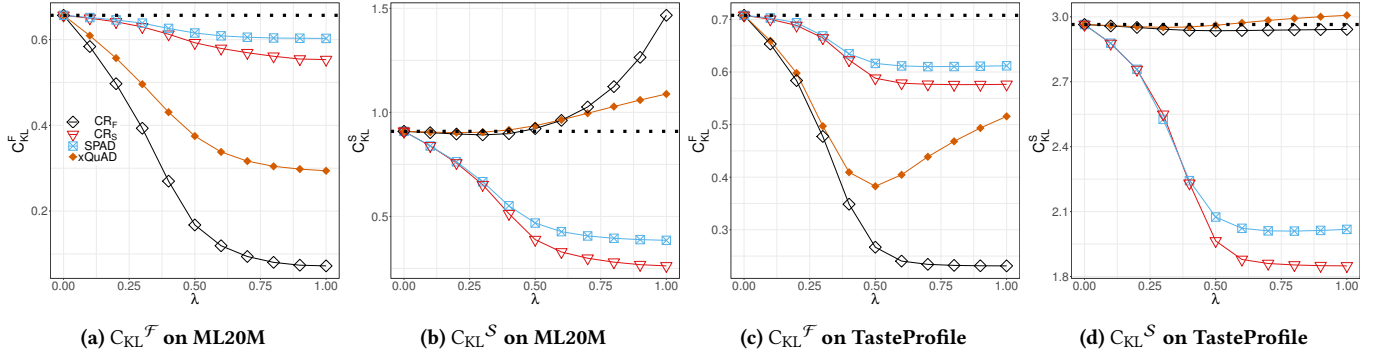 0.6
0.4
0.2
C_KL^F
CR_F
CR_S
SPAD
xQuAD
0.00 0.25 0.50 0.75 1.00
λ
(a) C_KL^ℱ on ML20M
1.5
1.0
0.5
C_KL^S
0.00 0.25 0.50 0.75 1.00
λ
(b) C_KL^𝒮 on ML20M
0.7
0.6
0.5
0.4
0.3
C_KL^F
0.00 0.25 0.50 0.75 1.00
λ
(c) C_KL^ℱ on TasteProfile
3.0
2.7
2.4
2.1
1.8
C_KL^S
0.00 0.25 0.50 0.75 1.00
λ
(d) C_KL^𝒮 on TasteProfile